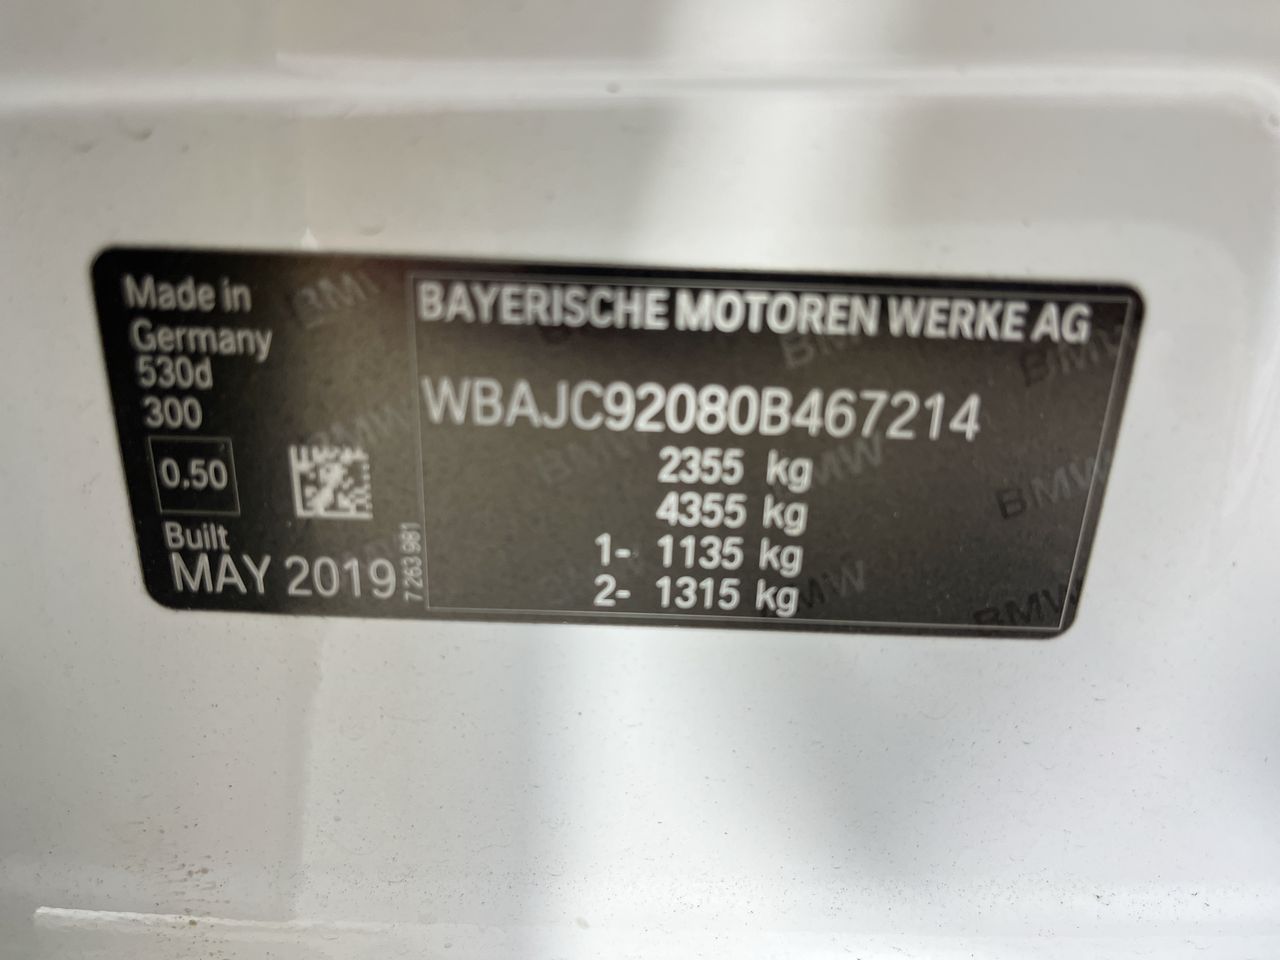 Made in
Germany
530d
300
0,50
Built
MAY 2019
7 263 981
BAYERISCHE MOTOREN WERKE AG
WBAJC92080B467214
2355 kg
4355 kg
1- 1135 kg
2- 1315 kg